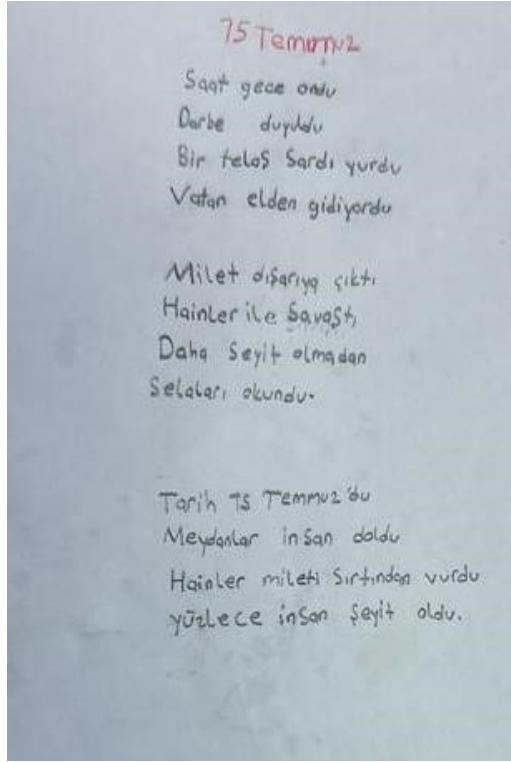 15 Temmuz
Saat gece ondu
Darbe duyuldu
Bir telaş Sardı yurdu
Vatan elden gidiyordu
Milet dışarıya çıktı
Hainler ile Savaştı
Daha Seyit olmadan
Selaları okundu.
Tarih 15 Temmuz'du
Meydanlar insan doldu
Hainler mileti Sırtından vurdu
yüzlece insan şeyit oldu.